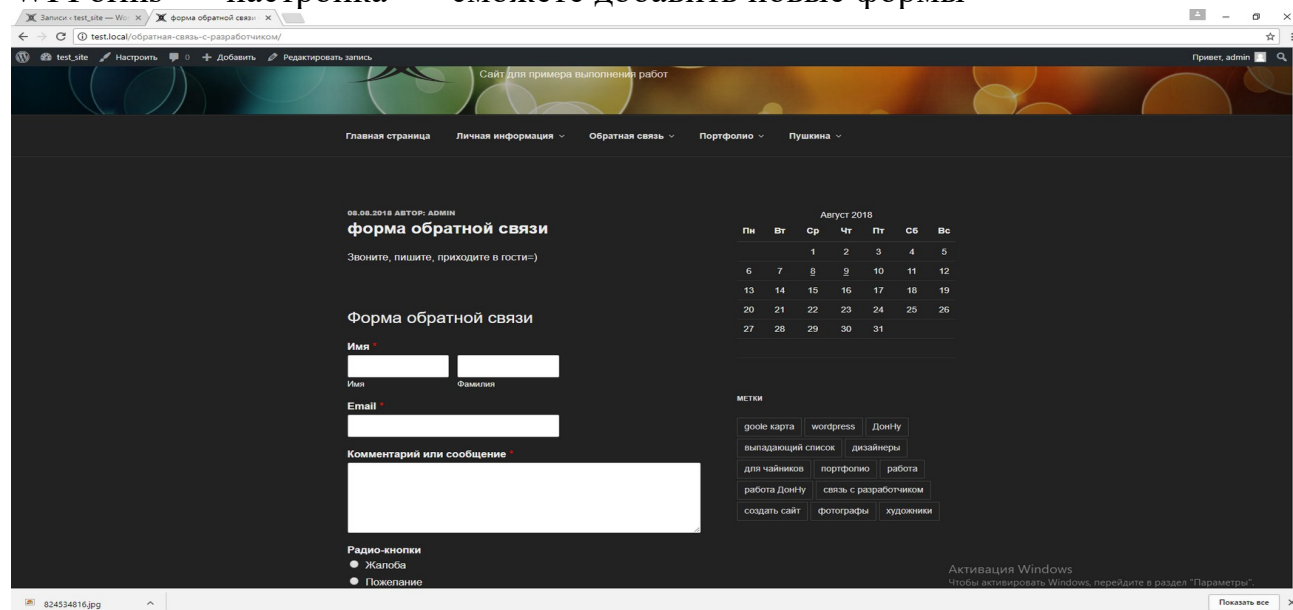 WPForms — настройка — сможете добавить новые формы
Записи ‹ test_site — Wo
форма обратной связи
test.local/обратная-связь-с-разработчиком/
test_site Настроить 0 Добавить Редактировать запись Привет, admin
Сайт для примера выполнения работ
Главная страница Личная информация Обратная связь Портфолио Пушкина
08.08.2018 АВТОР: ADMIN
форма обратной связи
Звоните, пишите, приходите в гости=)
Форма обратной связи
Имя *
Имя Фамилия
Email *
Комментарий или сообщение *
Радио-кнопки
Жалоба
Пожелание
Август 2018
Пн Вт Ср Чт Пт Сб Вс
1 2 3 4 5
6 7 8 9 10 11 12
13 14 15 16 17 18 19
20 21 22 23 24 25 26
27 28 29 30 31
МЕТКИ
goole карта wordpress ДонНу
выпадающий список дизайнеры
для чайников портфолио работа
работа ДонНу связь с разработчиком
создать сайт фотографы художники
Активация Windows
Чтобы активировать Windows, перейдите в раздел "Параметры".
824534816.jpg Показать все